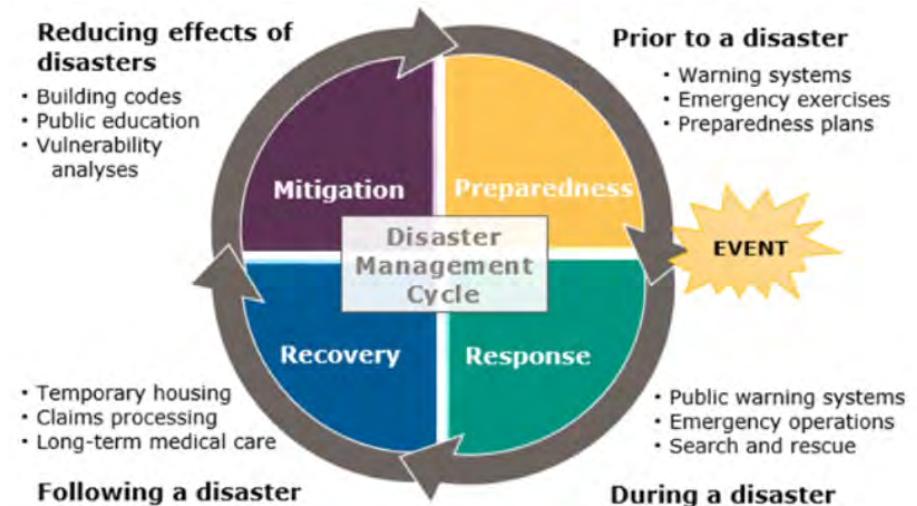 Reducing effects of
disasters
• Building codes
• Public education
• Vulnerability
analyses
Prior to a disaster
• Warning systems
• Emergency exercises
• Preparedness plans
Mitigation
Preparedness
Disaster
Management
Cycle
EVENT
Recovery
Response
• Temporary housing
• Claims processing
• Long-term medical care
Following a disaster
• Public warning systems
• Emergency operations
• Search and rescue
During a disaster